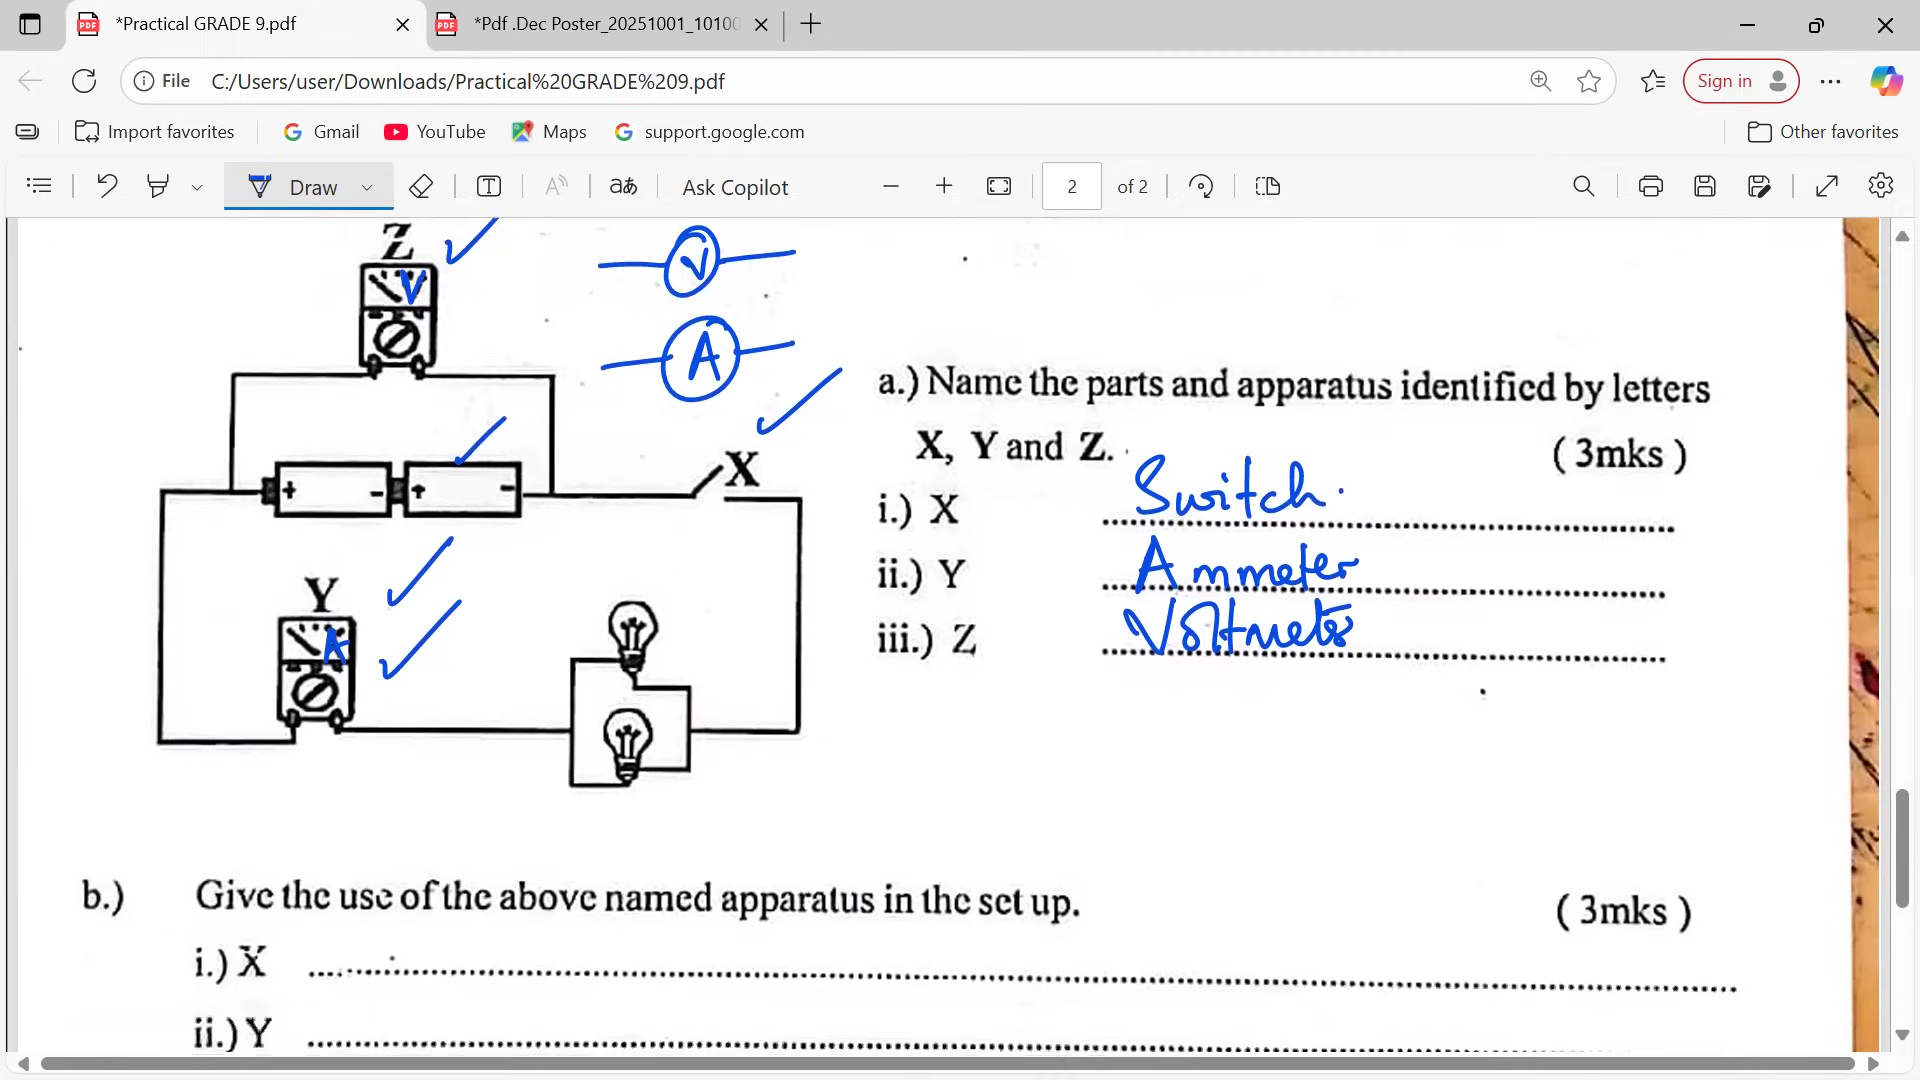 *Practical GRADE 9.pdf
*Pdf .Dec Poster_20251001_10100
File C:/Users/user/Downloads/Practical%20GRADE%209.pdf
Sign in
Import favorites
Gmail
YouTube
Maps
support.google.com
Other favorites
Draw
Ask Copilot
2 of 2
Z
V
V
A
a.) Name the parts and apparatus identified by letters
X, Y and Z. ( 3mks )
+ - + -
X
i.) X Switch.
ii.) Y Ammeter
iii.) Z Voltmeter
Y
A
b.) Give the use of the above named apparatus in the set up. ( 3mks )
i.) X
ii.) Y